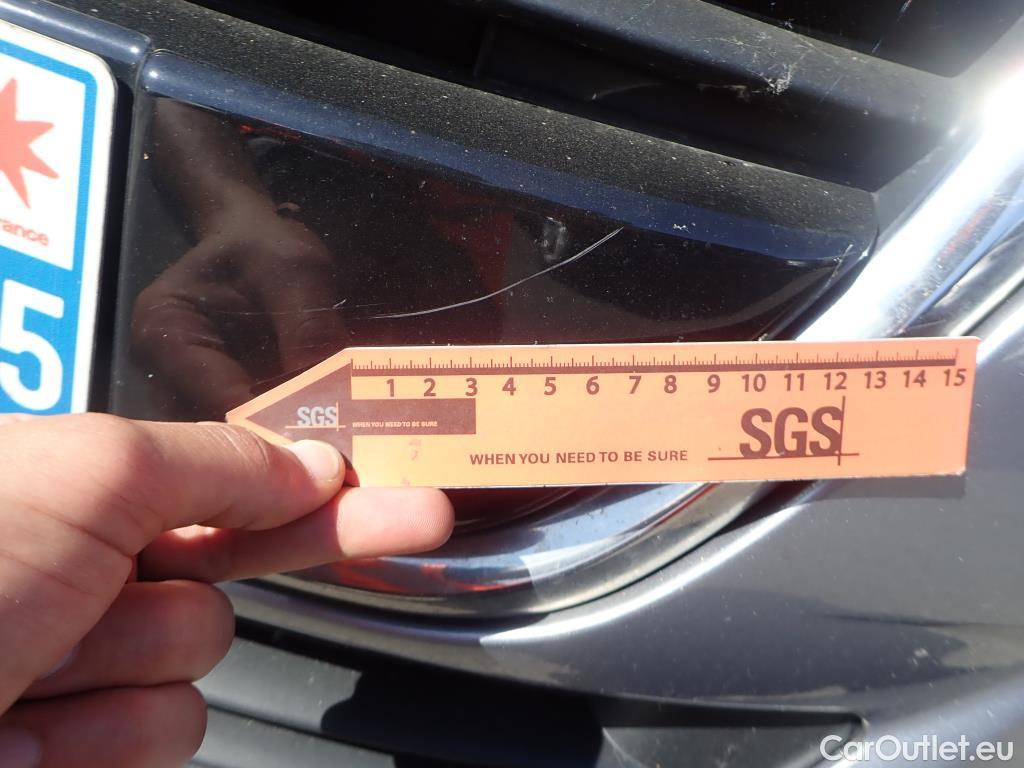 rance
5
1 2 3 4 5 6 7 8 9 10 11 12 13 14 15
SGS
WHEN YOU NEED TO BE SURE
SGS
WHEN YOU NEED TO BE SURE
CarOutlet.eu